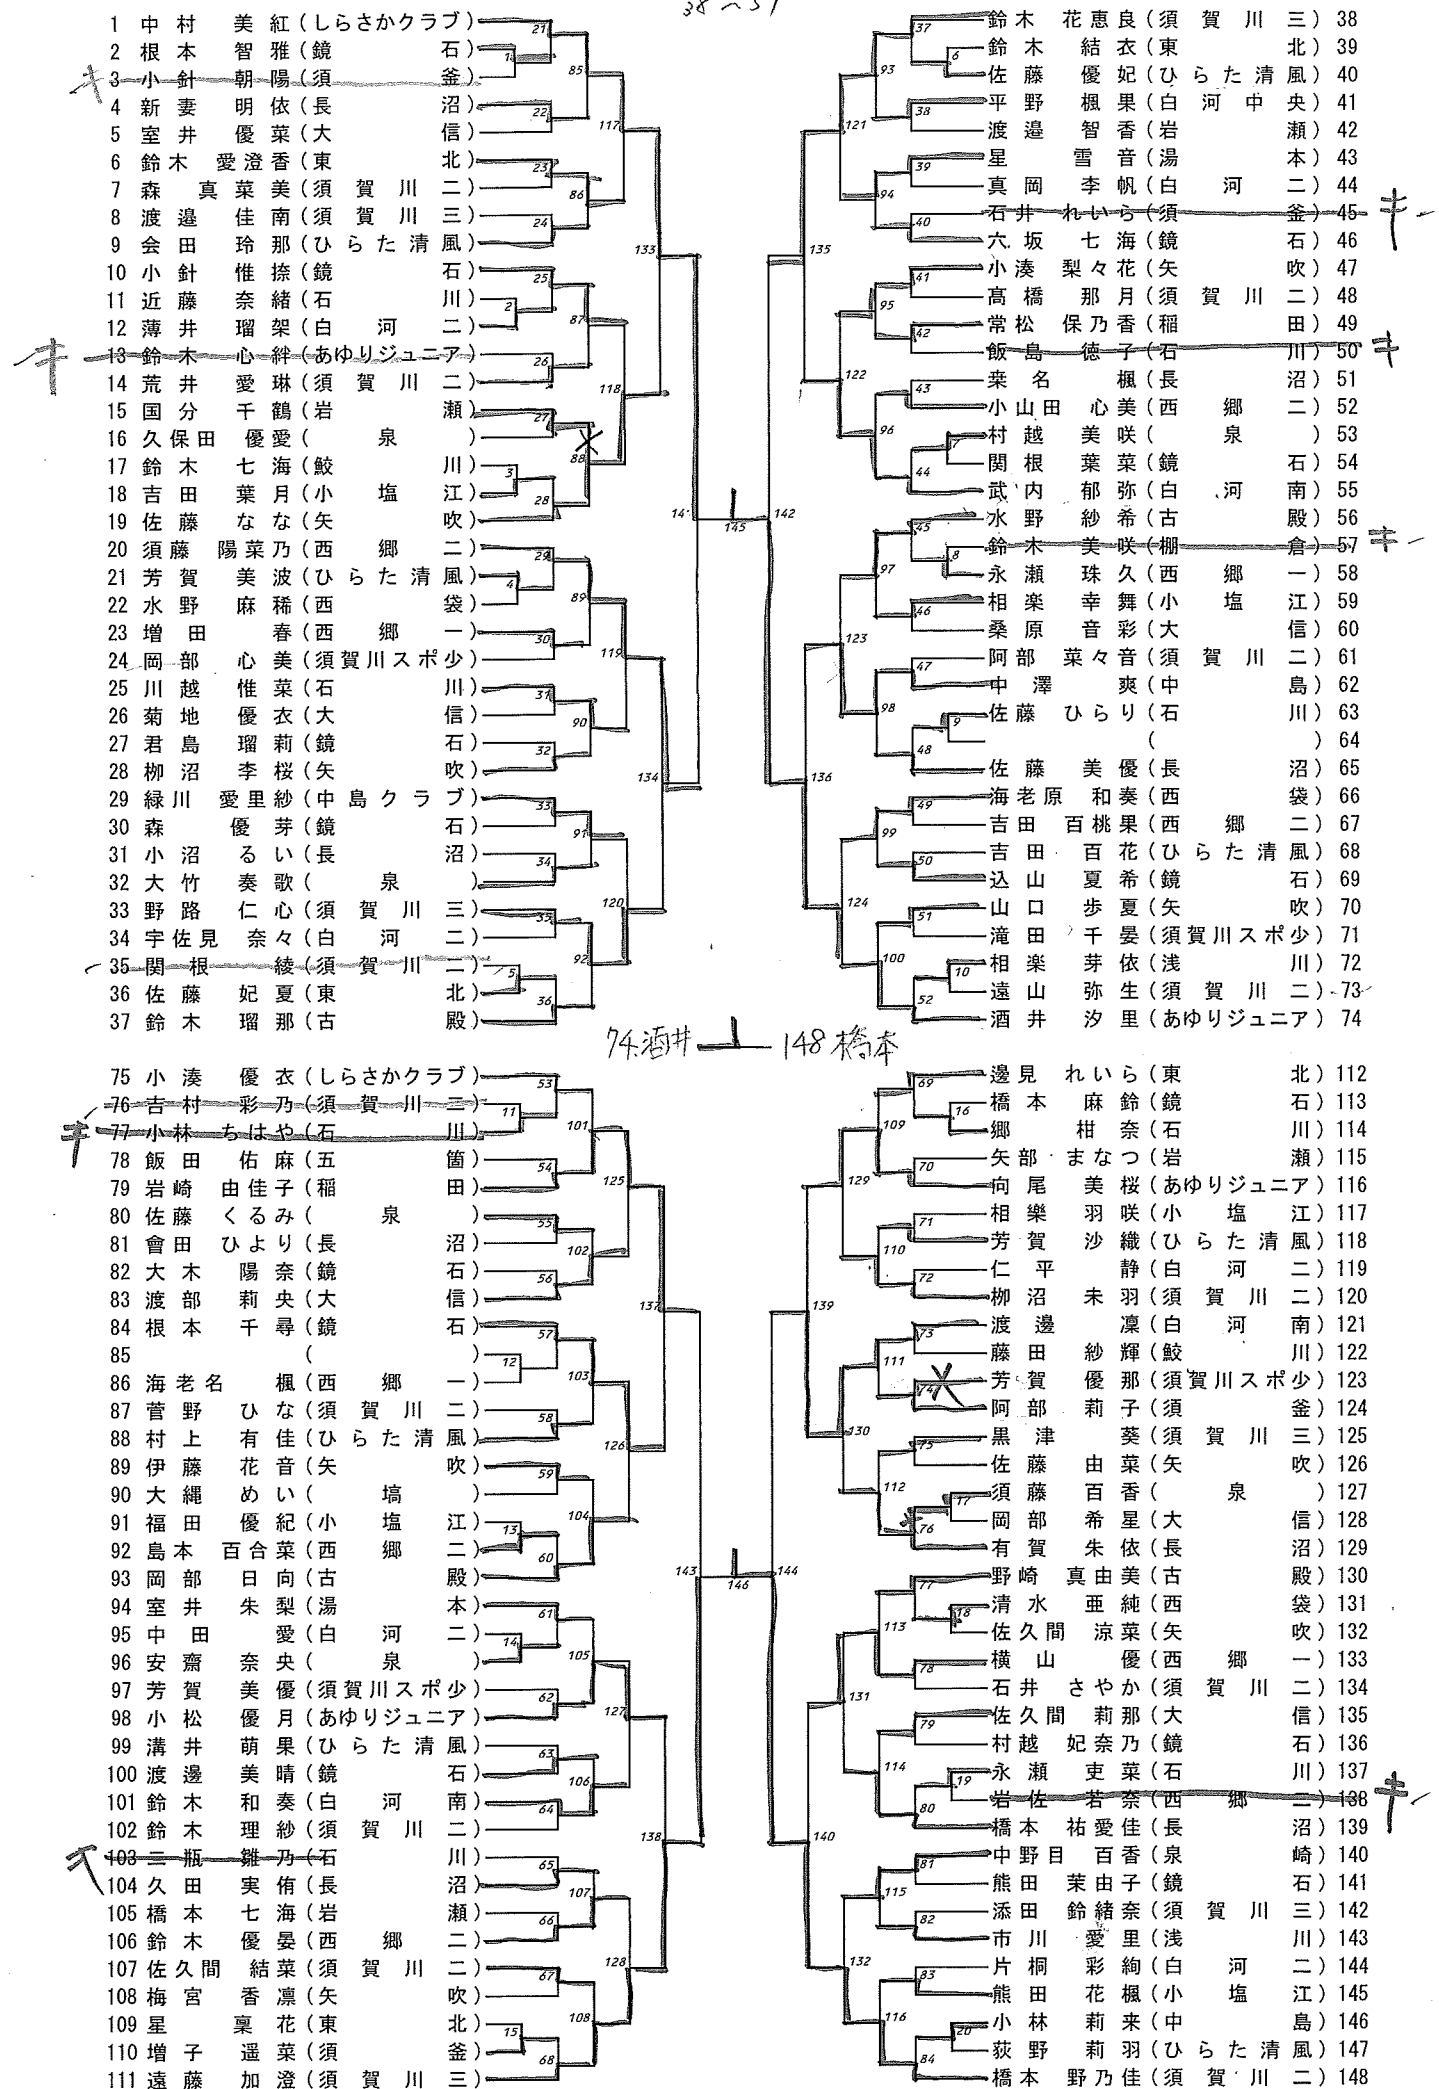 38〜37
1 中村 美紅(しらさかクラブ)
2 根本 智雅(鏡石)
キ 3 小針 朝陽(須釜)
4 新妻 明依(長沼)
5 室井 優菜(大信)
6 鈴木 愛澄香(東北)
7 森 真菜美(須賀川二)
8 渡邉 佳南(須賀川三)
9 会田 玲那(ひらた清風)
10 小針 惟捺(鏡石)
11 近藤 奈緒(石川)
12 薄井 瑠架(白河二)
キ 13 鈴木 心絆(あゆりジュニア)
14 荒井 愛琳(須賀川二)
15 国分 千鶴(岩瀬)
16 久保田 優愛(泉)
17 鈴木 七海(鮫川)
18 吉田 葉月(小塩江)
19 佐藤 なな(矢吹)
20 須藤 陽菜乃(西郷二)
21 芳賀 美波(ひらた清風)
22 水野 麻稀(西袋)
23 増田 春(西郷一)
24 岡部 心美(須賀川スポ少)
25 川越 惟菜(石川)
26 菊地 優衣(大信)
27 君島 瑠莉(鏡石)
28 栁沼 李桜(矢吹)
29 緑川 愛里紗(中島クラブ)
30 森 優芽(鏡石)
31 小沼 るい(長沼)
32 大竹 奏歌(泉)
33 野路 仁心(須賀川三)
34 宇佐見 奈々(白河二)
35 関根 綾(須賀川二)
36 佐藤 妃夏(東北)
37 鈴木 瑠那(古殿)
鈴木 花恵良(須賀川三) 38
鈴木 結衣(東北) 39
佐藤 優妃(ひらた清風) 40
平野 楓果(白河中央) 41
渡邉 智香(岩瀬) 42
星 雪音(湯本) 43
真岡 李帆(白河二) 44
石井 れいら(須釜) 45 キ
六坂 七海(鏡石) 46
小湊 梨々花(矢吹) 47
髙橋 那月(須賀川二) 48
常松 保乃香(稲田) 49
飯島 徳子(石川) 50 キ
桒名 楓(長沼) 51
小山田 心美(西郷二) 52
村越 美咲(泉) 53
関根 葉菜(鏡石) 54
武内 郁弥(白河南) 55
水野 紗希(古殿) 56
鈴木 美咲(棚倉) 57 キ
永瀬 珠久(西郷一) 58
相楽 幸舞(小塩江) 59
桑原 音彩(大信) 60
阿部 菜々音(須賀川二) 61
中澤 爽(中島) 62
佐藤 ひらり(石川) 63
( ) 64
佐藤 美優(長沼) 65
海老原 和奏(西袋) 66
吉田 百桃果(西郷二) 67
吉田 百花(ひらた清風) 68
込山 夏希(鏡石) 69
山口 歩夏(矢吹) 70
滝田 千晏(須賀川スポ少) 71
相楽 芽依(浅川) 72
遠山 弥生(須賀川二) 73
酒井 汐里(あゆりジュニア) 74
74.酒井 148 橋本
75 小湊 優衣(しらさかクラブ)
76 吉村 彩乃(須賀川二)
キ 77 小林 ちはや(石川)
78 飯田 佑麻(五箇)
79 岩崎 由佳子(稲田)
80 佐藤 くるみ(泉)
81 會田 ひより(長沼)
82 大木 陽奈(鏡石)
83 渡部 莉央(大信)
84 根本 千尋(鏡石)
85 ( )
86 海老名 楓(西郷一)
87 菅野 ひな(須賀川二)
88 村上 有佳(ひらた清風)
89 伊藤 花音(矢吹)
90 大縄 めい(塙)
91 福田 優紀(小塩江)
92 島本 百合菜(西郷二)
93 岡部 日向(古殿)
94 室井 朱梨(湯本)
95 中田 愛(白河二)
96 安齋 奈央(泉)
97 芳賀 美優(須賀川スポ少)
98 小松 優月(あゆりジュニア)
99 溝井 萌果(ひらた清風)
100 渡邊 美晴(鏡石)
101 鈴木 和奏(白河南)
102 鈴木 理紗(須賀川二)
キ 103 三瓶 雛乃(石川)
104 久田 実侑(長沼)
105 橋本 七海(岩瀬)
106 鈴木 優晏(西郷二)
107 佐久間 結菜(須賀川二)
108 梅宮 香凛(矢吹)
109 星 稟花(東北)
110 増子 遥菜(須釜)
111 遠藤 加澄(須賀川三)
邊見 れいら(東北) 112
橋本 麻鈴(鏡石) 113
郷 柑奈(石川) 114
矢部 まなつ(岩瀬) 115
向尾 美桜(あゆりジュニア) 116
相樂 羽咲(小塩江) 117
芳賀 沙織(ひらた清風) 118
仁平 静(白河二) 119
栁沼 未羽(須賀川二) 120
渡邊 凜(白河南) 121
藤田 紗輝(鮫川) 122
芳賀 優那(須賀川スポ少) 123
阿部 莉子(須釜) 124
黒津 葵(須賀川三) 125
佐藤 由菜(矢吹) 126
須藤 百香(泉) 127
岡部 希星(大信) 128
有賀 朱依(長沼) 129
野崎 真由美(古殿) 130
清水 亜純(西袋) 131
佐久間 涼菜(矢吹) 132
横山 優(西郷一) 133
石井 さやか(須賀川二) 134
佐久間 莉那(大信) 135
村越 妃奈乃(鏡石) 136
永瀬 吏菜(石川) 137
岩佐 若奈(西郷二) 138 キ
橋本 祐愛佳(長沼) 139
中野目 百香(泉崎) 140
熊田 茉由子(鏡石) 141
添田 鈴緒奈(須賀川三) 142
市川 愛里(浅川) 143
片桐 彩絢(白河二) 144
熊田 花楓(小塩江) 145
小林 莉来(中島) 146
荻野 莉羽(ひらた清風) 147
橋本 野乃佳(須賀川二) 148